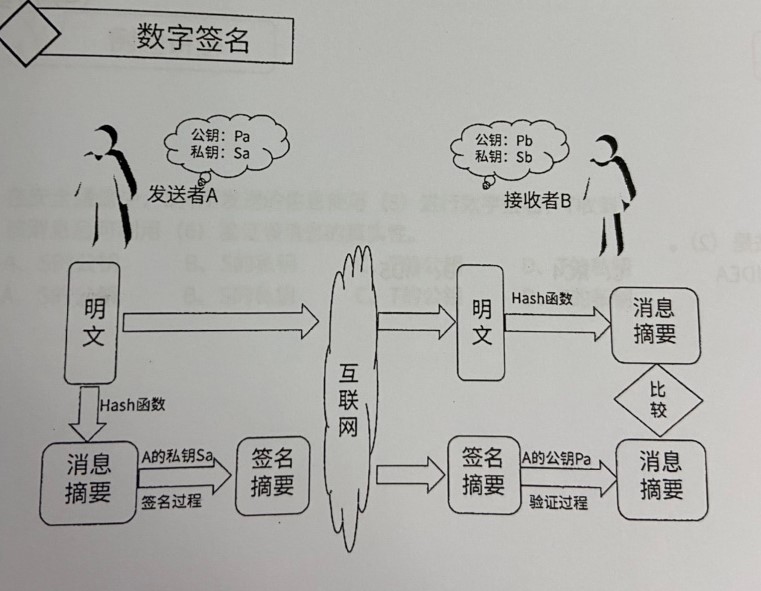 数字签名
公钥：Pa
私钥：Sa
公钥：Pb
私钥：Sb
发送者A
接收者B
明
文
互
联
网
明
文
Hash函数
消息
摘要
比
较
Hash函数
消息
摘要
A的私钥Sa
签名过程
签名
摘要
签名
摘要
A的公钥Pa
验证过程
消息
摘要